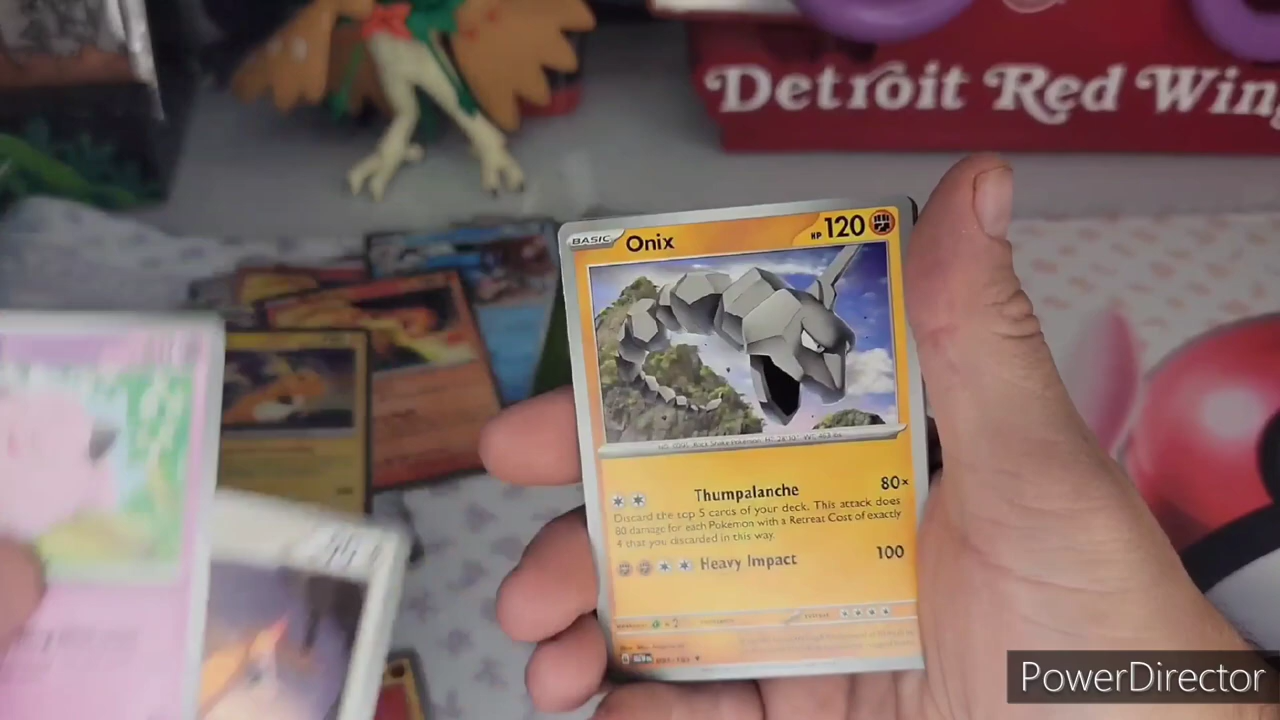 Detroit Red Wing
BASIC Onix HP 120
Thumpalanche 80×
Discard the top 5 cards of your deck. This attack does
80 damage for each Pokémon with a Retreat Cost of exactly
4 that you discarded in this way.
Heavy Impact 100
PowerDirector